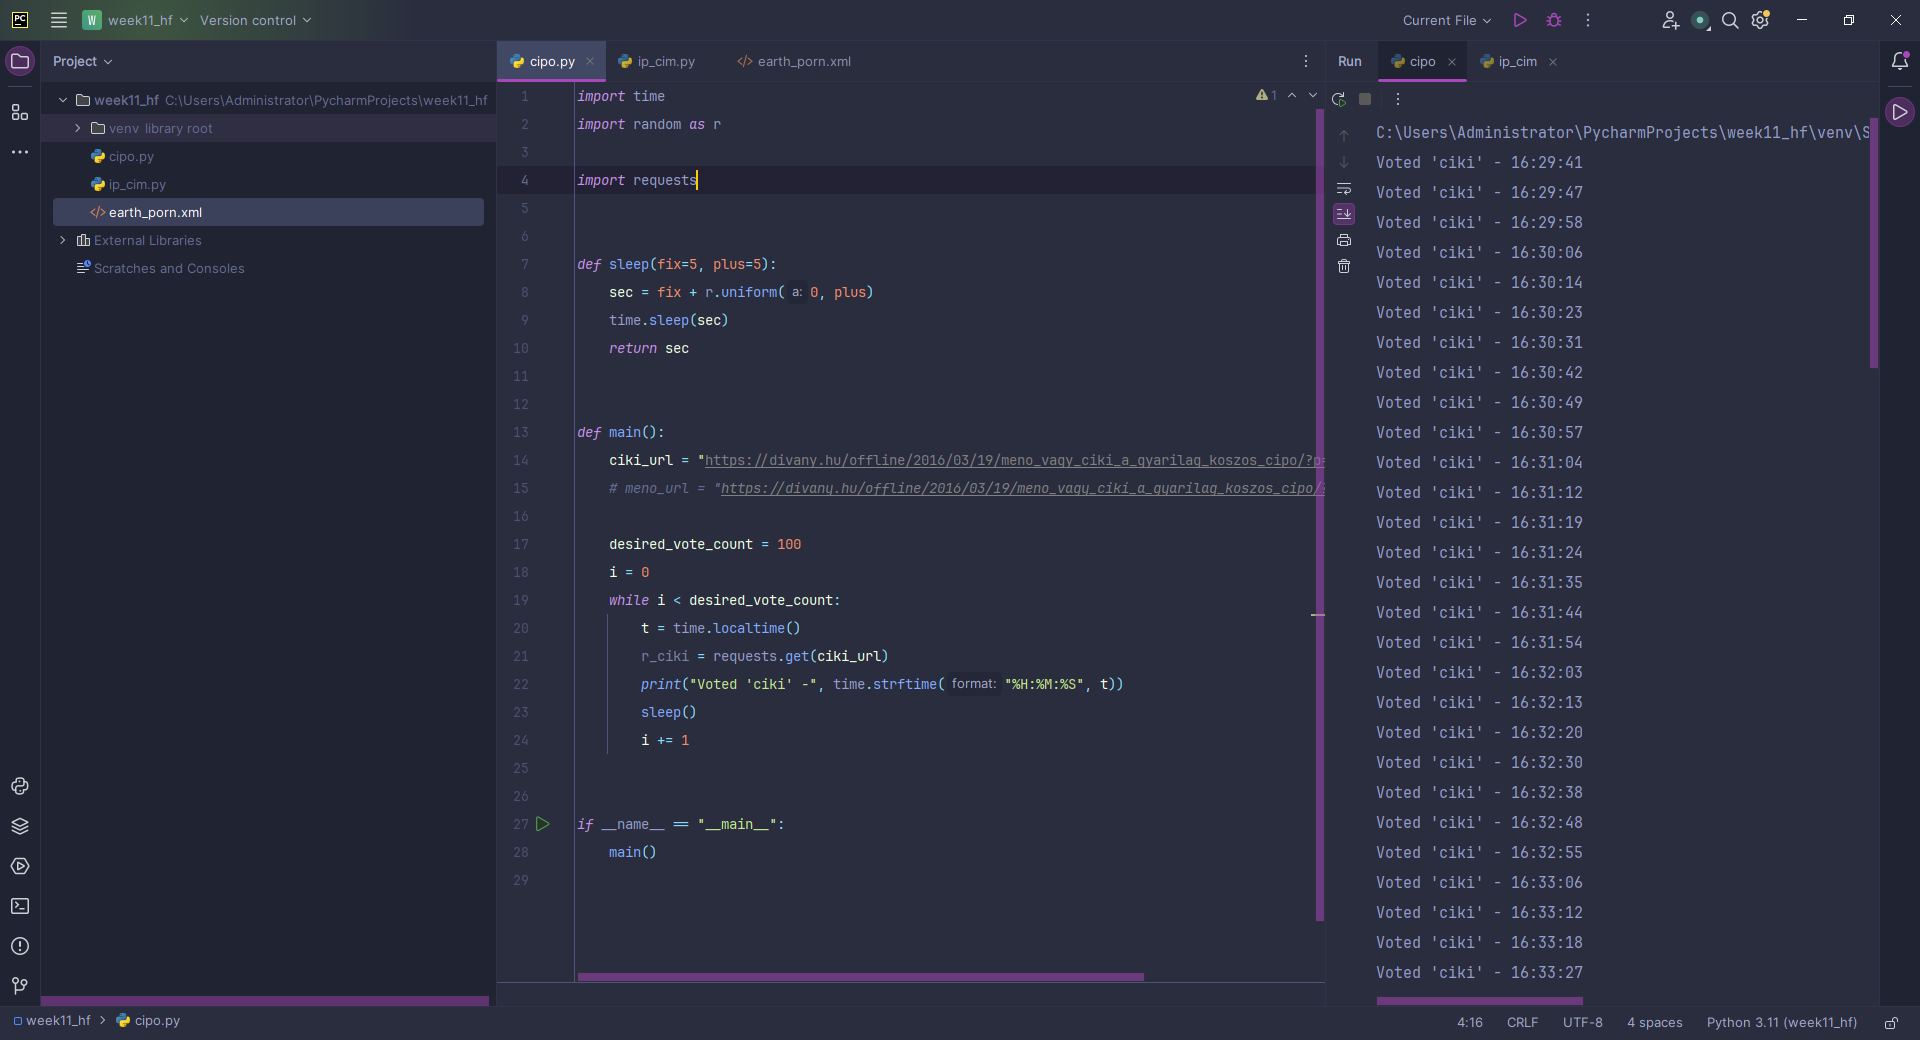 PC
W week11_hf Version control
Current File
Project
week11_hf C:\Users\Administrator\PycharmProjects\week11_hf
venv library root
cipo.py
ip_cim.py
earth_porn.xml
External Libraries
Scratches and Consoles
cipo.py ip_cim.py </> earth_porn.xml
1 import time
2 import random as r
3
4 import requests
5
6
7 def sleep(fix=5, plus=5):
8 sec = fix + r.uniform( a: 0, plus)
9 time.sleep(sec)
10 return sec
11
12
13 def main():
14 ciki_url = "https://divany.hu/offline/2016/03/19/meno_vagy_ciki_a_gyarilag_koszos_cipo/?p=
15 # meno_url = "https://divany.hu/offline/2016/03/19/meno_vagy_ciki_a_gyarilag_koszos_cipo/?
16
17 desired_vote_count = 100
18 i = 0
19 while i < desired_vote_count:
20 t = time.localtime()
21 r_ciki = requests.get(ciki_url)
22 print("Voted 'ciki' -", time.strftime( format: "%H:%M:%S", t))
23 sleep()
24 i += 1
25
26
27 if __name__ == "__main__":
28 main()
29
1
Run cipo ip_cim
C:\Users\Administrator\PycharmProjects\week11_hf\venv\S
Voted 'ciki' - 16:29:41
Voted 'ciki' - 16:29:47
Voted 'ciki' - 16:29:58
Voted 'ciki' - 16:30:06
Voted 'ciki' - 16:30:14
Voted 'ciki' - 16:30:23
Voted 'ciki' - 16:30:31
Voted 'ciki' - 16:30:42
Voted 'ciki' - 16:30:49
Voted 'ciki' - 16:30:57
Voted 'ciki' - 16:31:04
Voted 'ciki' - 16:31:12
Voted 'ciki' - 16:31:19
Voted 'ciki' - 16:31:24
Voted 'ciki' - 16:31:35
Voted 'ciki' - 16:31:44
Voted 'ciki' - 16:31:54
Voted 'ciki' - 16:32:03
Voted 'ciki' - 16:32:13
Voted 'ciki' - 16:32:20
Voted 'ciki' - 16:32:30
Voted 'ciki' - 16:32:38
Voted 'ciki' - 16:32:48
Voted 'ciki' - 16:32:55
Voted 'ciki' - 16:33:06
Voted 'ciki' - 16:33:12
Voted 'ciki' - 16:33:18
Voted 'ciki' - 16:33:27
week11_hf > cipo.py
4:16 CRLF UTF-8 4 spaces Python 3.11 (week11_hf)